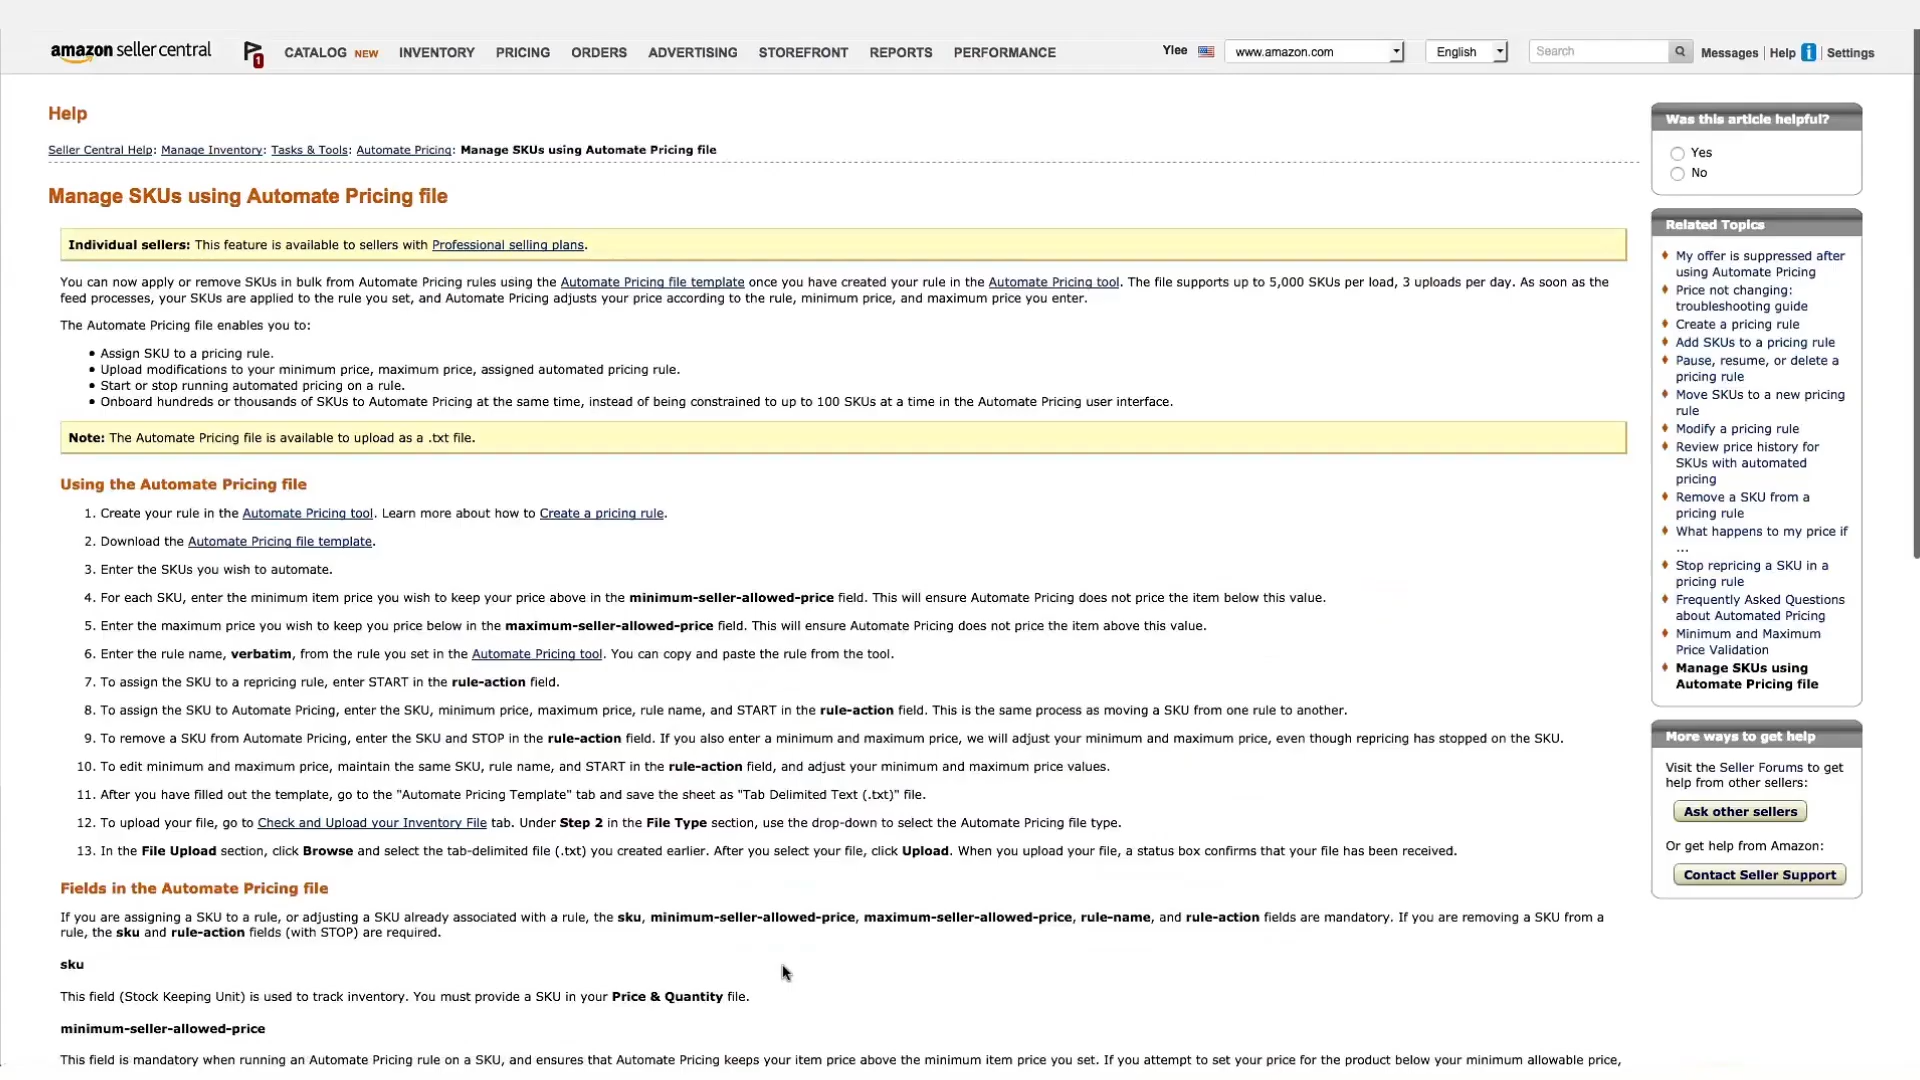 amazon seller central
1
CATALOG NEW INVENTORY PRICING ORDERS ADVERTISING STOREFRONT REPORTS PERFORMANCE
Ylee www.amazon.com English Search Messages | Help i | Settings
Help
Seller Central Help: Manage Inventory: Tasks & Tools: Automate Pricing: Manage SKUs using Automate Pricing file
Manage SKUs using Automate Pricing file
Individual sellers: This feature is available to sellers with Professional selling plans.
You can now apply or remove SKUs in bulk from Automate Pricing rules using the Automate Pricing file template once you have created your rule in the Automate Pricing tool. The file supports up to 5,000 SKUs per load, 3 uploads per day. As soon as the
feed processes, your SKUs are applied to the rule you set, and Automate Pricing adjusts your price according to the rule, minimum price, and maximum price you enter.
The Automate Pricing file enables you to:
• Assign SKU to a pricing rule.
• Upload modifications to your minimum price, maximum price, assigned automated pricing rule.
• Start or stop running automated pricing on a rule.
• Onboard hundreds or thousands of SKUs to Automate Pricing at the same time, instead of being constrained to up to 100 SKUs at a time in the Automate Pricing user interface.
Note: The Automate Pricing file is available to upload as a .txt file.
Using the Automate Pricing file
1. Create your rule in the Automate Pricing tool. Learn more about how to Create a pricing rule.
2. Download the Automate Pricing file template.
3. Enter the SKUs you wish to automate.
4. For each SKU, enter the minimum item price you wish to keep your price above in the minimum-seller-allowed-price field. This will ensure Automate Pricing does not price the item below this value.
5. Enter the maximum price you wish to keep you price below in the maximum-seller-allowed-price field. This will ensure Automate Pricing does not price the item above this value.
6. Enter the rule name, verbatim, from the rule you set in the Automate Pricing tool. You can copy and paste the rule from the tool.
7. To assign the SKU to a repricing rule, enter START in the rule-action field.
8. To assign the SKU to Automate Pricing, enter the SKU, minimum price, maximum price, rule name, and START in the rule-action field. This is the same process as moving a SKU from one rule to another.
9. To remove a SKU from Automate Pricing, enter the SKU and STOP in the rule-action field. If you also enter a minimum and maximum price, we will adjust your minimum and maximum price, even though repricing has stopped on the SKU.
10. To edit minimum and maximum price, maintain the same SKU, rule name, and START in the rule-action field, and adjust your minimum and maximum price values.
11. After you have filled out the template, go to the "Automate Pricing Template" tab and save the sheet as "Tab Delimited Text (.txt)" file.
12. To upload your file, go to Check and Upload your Inventory File tab. Under Step 2 in the File Type section, use the drop-down to select the Automate Pricing file type.
13. In the File Upload section, click Browse and select the tab-delimited file (.txt) you created earlier. After you select your file, click Upload. When you upload your file, a status box confirms that your file has been received.
Fields in the Automate Pricing file
If you are assigning a SKU to a rule, or adjusting a SKU already associated with a rule, the sku, minimum-seller-allowed-price, maximum-seller-allowed-price, rule-name, and rule-action fields are mandatory. If you are removing a SKU from a
rule, the sku and rule-action fields (with STOP) are required.
sku
This field (Stock Keeping Unit) is used to track inventory. You must provide a SKU in your Price & Quantity file.
minimum-seller-allowed-price
This field is mandatory when running an Automate Pricing rule on a SKU, and ensures that Automate Pricing keeps your item price above the minimum item price you set. If you attempt to set your price for the product below your minimum allowable price,
Was this article helpful?
Yes
No
Related Topics
My offer is suppressed after
using Automate Pricing
Price not changing:
troubleshooting guide
Create a pricing rule
Add SKUs to a pricing rule
Pause, resume, or delete a
pricing rule
Move SKUs to a new pricing
rule
Modify a pricing rule
Review price history for
SKUs with automated
pricing
Remove a SKU from a
pricing rule
What happens to my price if
...
Stop repricing a SKU in a
pricing rule
Frequently Asked Questions
about Automated Pricing
Minimum and Maximum
Price Validation
Manage SKUs using
Automate Pricing file
More ways to get help
Visit the Seller Forums to get
help from other sellers:
Ask other sellers
Or get help from Amazon:
Contact Seller Support